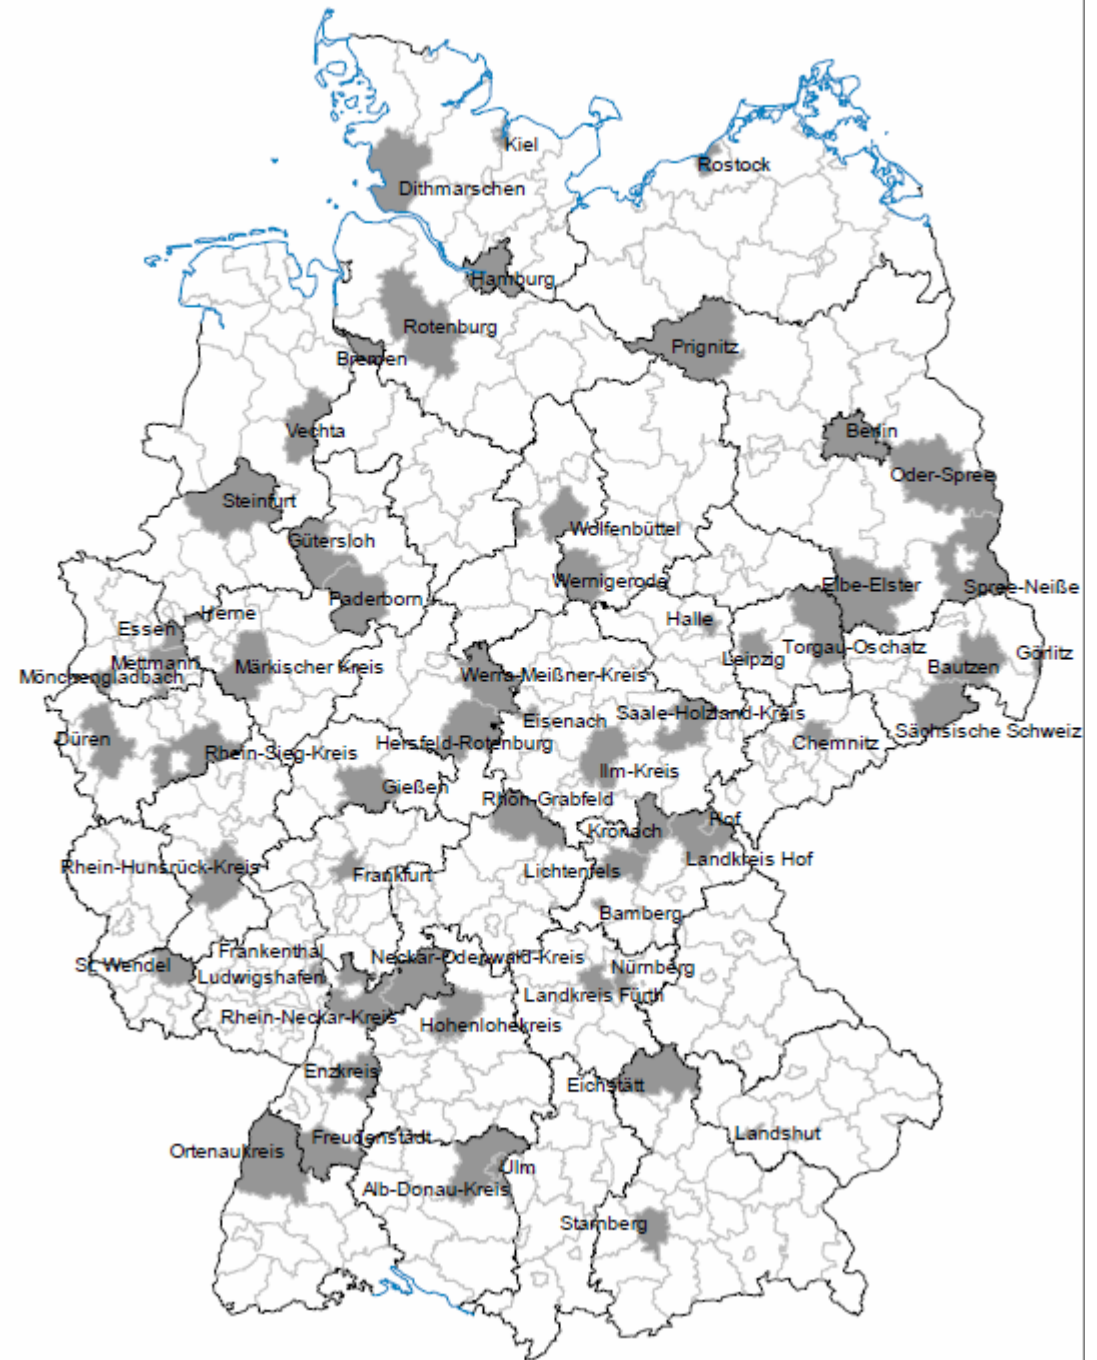 Kiel
Rostock
Dithmarschen
Hamburg
Rotenburg
Prignitz
Bremen
Vechta
Berlin
Oder-Spree
Steinfurt
Wolfenbüttel
Gütersloh
Wernigerode
Elbe-Elster
Spree-Neiße
Paderborn
Herne
Halle
Essen
Torgau-Oschatz
Görlitz
Mettmann
Leipzig
Bautzen
Märkischer Kreis
Mönchengladbach
Werra-Meißner-Kreis
Saale-Holzland-Kreis
Eisenach
Sächsische Schweiz
Düren
Hersfeld-Rotenburg
Chemnitz
Rhein-Sieg-Kreis
Ilm-Kreis
Gießen
Rhön-Grabfeld
Hof
Kronach
Landkreis Hof
Rhein-Hunsrück-Kreis
Frankfurt
Lichtenfels
Bamberg
Frankenthal
Neckar-Odenwald-Kreis
St. Wendel
Nürnberg
Ludwigshafen
Landkreis Fürth
Rhein-Neckar-Kreis
Hohenlohekreis
Enzkreis
Eichstätt
Landshut
Freudenstadt
Ortenaukreis
Ulm
Alb-Donau-Kreis
Starnberg